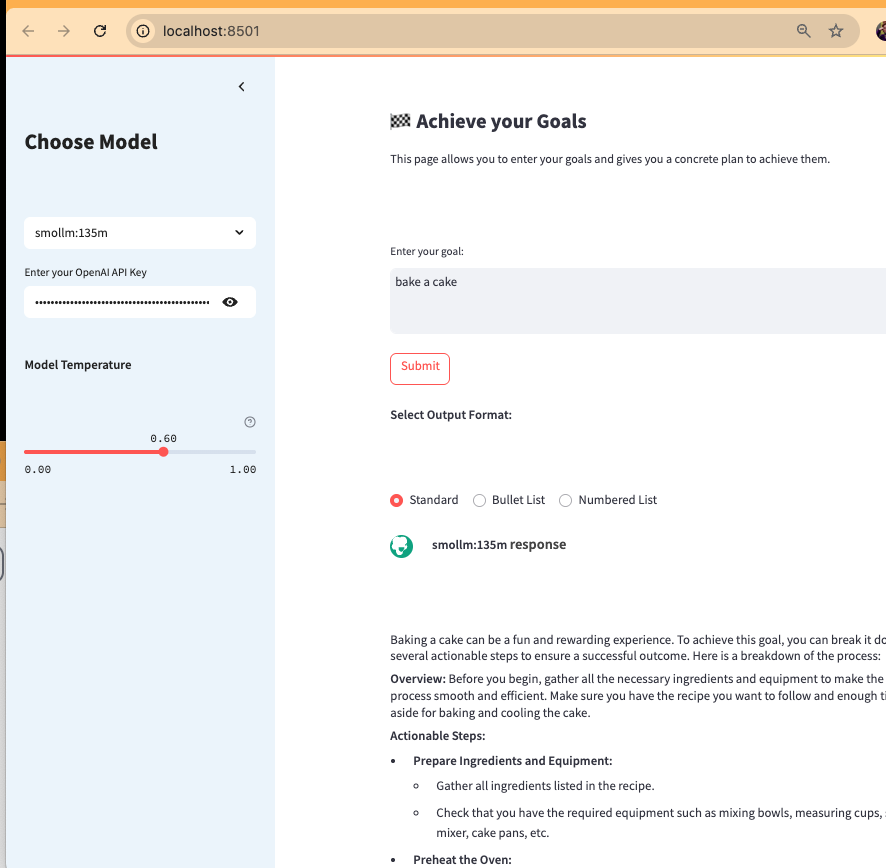 localhost:8501
Choose Model
smollm:135m
Enter your OpenAI API Key
Model Temperature
0.60
0.00 1.00
🏁 Achieve your Goals
This page allows you to enter your goals and gives you a concrete plan to achieve them.
Enter your goal:
bake a cake
Submit
Select Output Format:
Standard Bullet List Numbered List
smollm:135m response
Baking a cake can be a fun and rewarding experience. To achieve this goal, you can break it
several actionable steps to ensure a successful outcome. Here is a breakdown of the process:
Overview: Before you begin, gather all the necessary ingredients and equipment to make the
process smooth and efficient. Make sure you have the recipe you want to follow and enough
aside for baking and cooling the cake.
Actionable Steps:
• Prepare Ingredients and Equipment:
◦ Gather all ingredients listed in the recipe.
◦ Check that you have the required equipment such as mixing bowls, measuring cups,
mixer, cake pans, etc.
• Preheat the Oven: